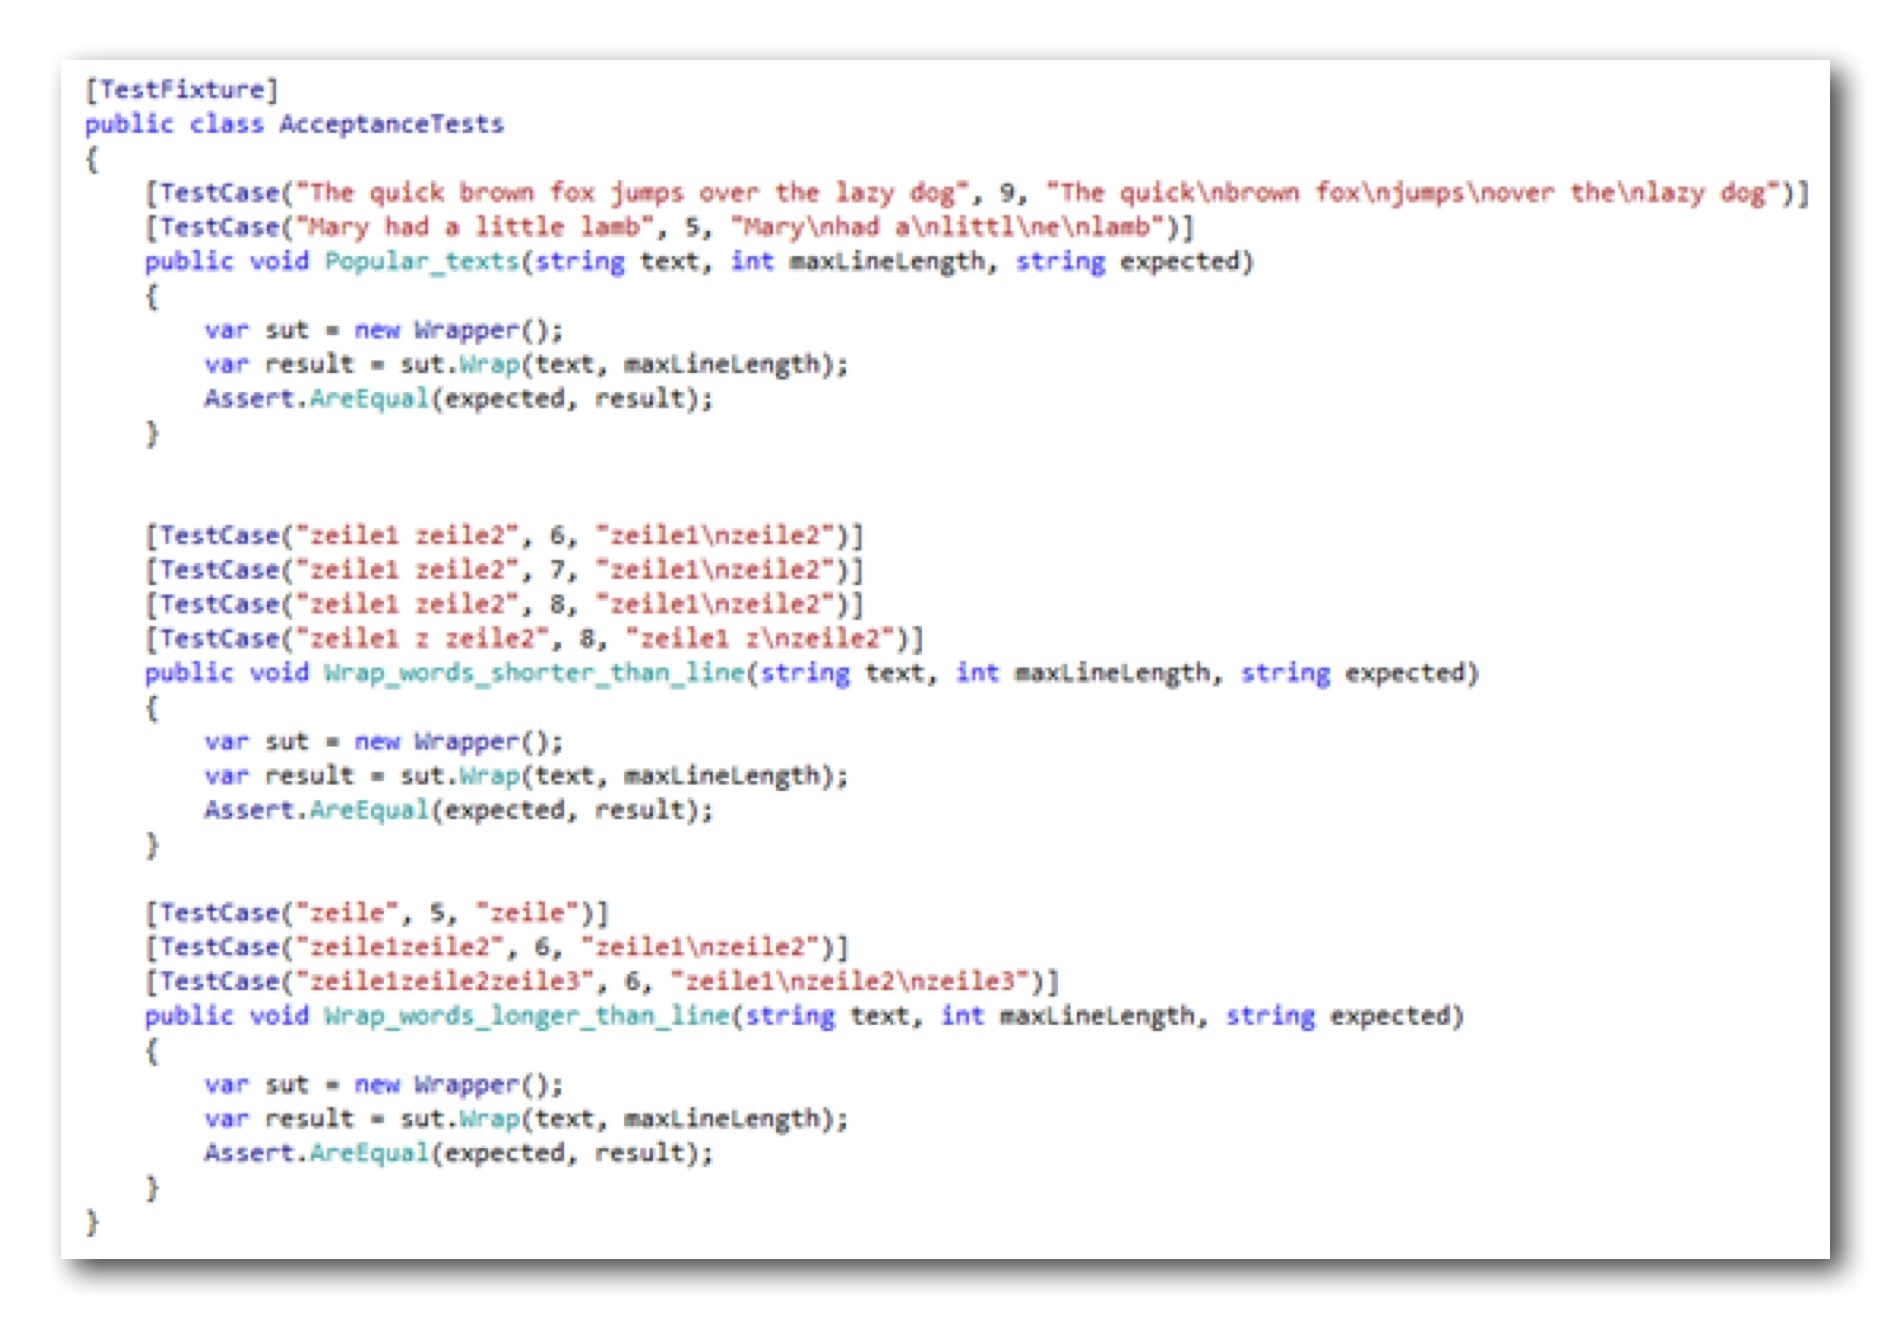 [TestFixture]
public class AcceptanceTests
{
    [TestCase("The quick brown fox jumps over the lazy dog", 9, "The quick\nbrown fox\njumps\nover the\nlazy dog")]
    [TestCase("Mary had a little lamb", 5, "Mary\nhad a\nlittl\ne\nlamb")]
    public void Popular_texts(string text, int maxLineLength, string expected)
    {
        var sut = new Wrapper();
        var result = sut.Wrap(text, maxLineLength);
        Assert.AreEqual(expected, result);
    }
    [TestCase("zeile1 zeile2", 6, "zeile1\nzeile2")]
    [TestCase("zeile1 zeile2", 7, "zeile1\nzeile2")]
    [TestCase("zeile1 zeile2", 8, "zeile1\nzeile2")]
    [TestCase("zeile1 z zeile2", 8, "zeile1 z\nzeile2")]
    public void Wrap_words_shorter_than_line(string text, int maxLineLength, string expected)
    {
        var sut = new Wrapper();
        var result = sut.Wrap(text, maxLineLength);
        Assert.AreEqual(expected, result);
    }
    [TestCase("zeile", 5, "zeile")]
    [TestCase("zeile1zeile2", 6, "zeile1\nzeile2")]
    [TestCase("zeile1zeile2zeile3", 6, "zeile1\nzeile2\nzeile3")]
    public void Wrap_words_longer_than_line(string text, int maxLineLength, string expected)
    {
        var sut = new Wrapper();
        var result = sut.Wrap(text, maxLineLength);
        Assert.AreEqual(expected, result);
    }
}